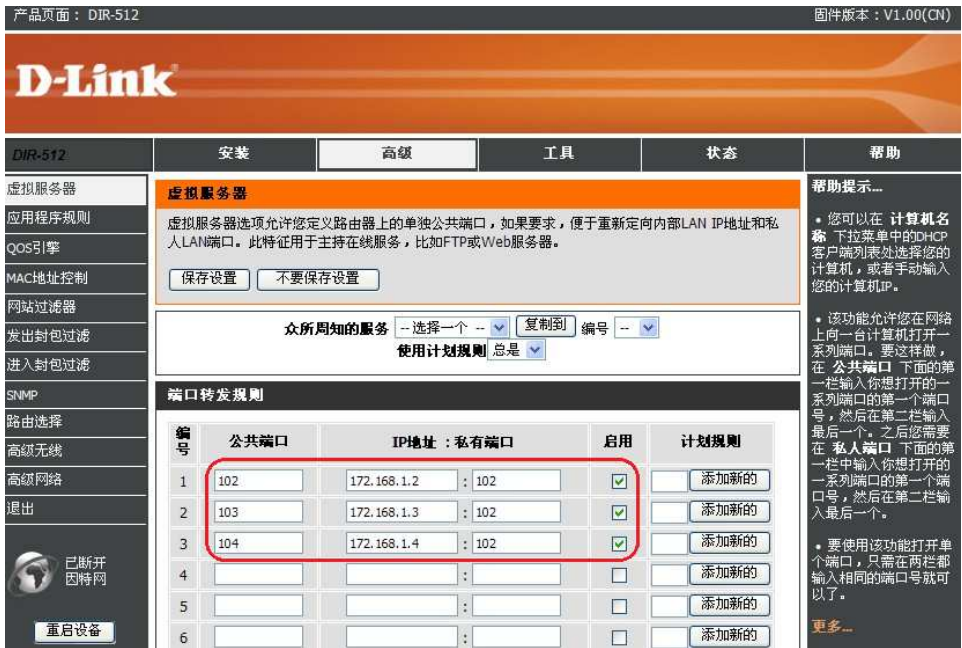 产品页面： DIR-512
固件版本：V1.00(CN)
D-Link
DIR-512
安装
高级
工具
状态
帮助
虚拟服务器
应用程序规则
QOS引擎
MAC地址控制
网站过滤器
发出封包过滤
进入封包过滤
SNMP
路由选择
高级无线
高级网络
退出
已断开
因特网
重启设备
虚拟服务器
虚拟服务器选项允许您定义路由器上的单独公共端口，如果要求，便于重新定向内部LAN IP地址和私
人LAN端口。此特征用于主持在线服务，比如FTP或Web服务器。
保存设置 不要保存设置
众所周知的服务 --选择一个 -- 复制到 编号 --
使用计划规则 总是
端口转发规则
编号 公共端口 IP地址 ：私有端口 启用 计划规则
1 102 172.168.1.2 : 102 添加新的
2 103 172.168.1.3 : 102 添加新的
3 104 172.168.1.4 : 102 添加新的
4 : 添加新的
5 : 添加新的
6 : 添加新的
帮助提示...
• 您可以在 计算机名
称 下拉菜单中的DHCP
客户端列表处选择您的
计算机，或者手动输入
您的计算机IP。
• 该功能允许您在网络
上向一台计算机打开一
系列端口。要这样做，
在 公共端口 下面的第
一栏输入你想打开的一
系列端口的第一个端口
号，然后在第二栏输入
最后一个。之后您需要
在 私人端口 下面的第
一栏中输入你想打开的
一系列端口的第一个端
口号，然后在第二栏输
入最后一个。
• 要使用该功能打开单
个端口，只需在两栏都
输入相同的端口号就可
以了。
更多...